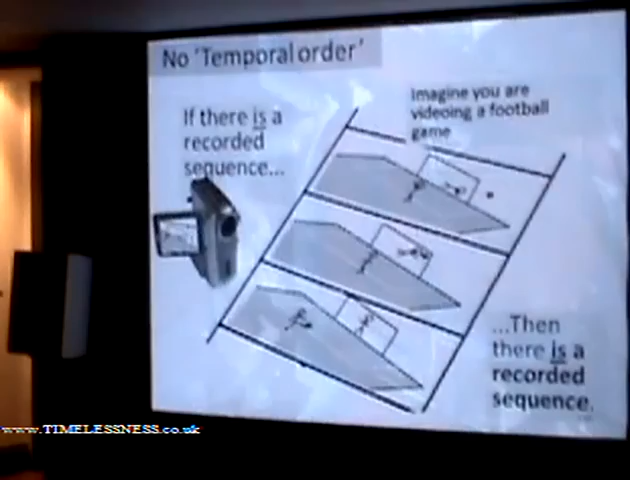 No 'Temporal order'
If there is a
recorded
sequence...
Imagine you are
videoing a football
game
...Then
there is a
recorded
sequence.
www.TIMELESSNESS.co.uk